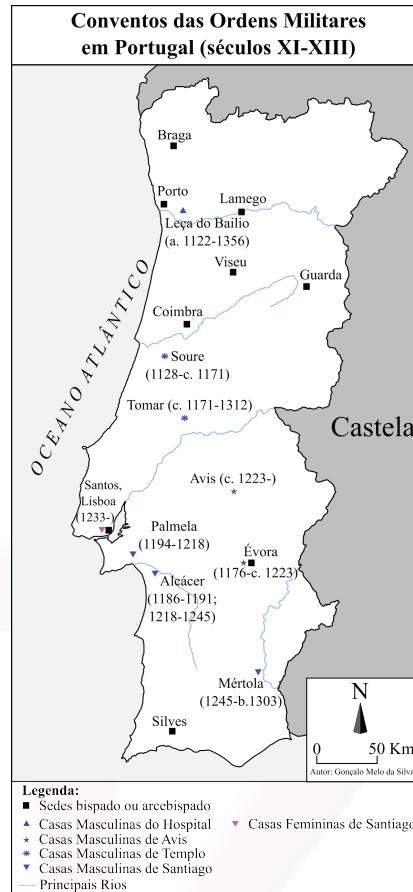 Conventos das Ordens Militares
em Portugal (séculos XI-XIII)
Braga
Porto
Lamego
Leça do Bailio
(a. 1122-1356)
Viseu
Guarda
Coimbra
OCEANO ATLÂNTICO
Soure
(1128-c. 1171)
Tomar (c. 1171-1312)
Castela
Avis (c. 1223-)
Santos,
Lisboa
(1233-)
Palmela
(1194-1218)
Évora
(1176-c. 1223)
Alcácer
(1186-1191;
1218-1245)
Mértola
(1245-b.1303)
Silves
N
0 50 Km
Autor: Gonçalo Melo da Silva
Legenda:
Sedes bispado ou arcebispado
Casas Masculinas do Hospital
Casas Femininas de Santiago
Casas Masculinas de Avis
Casas Masculinas de Templo
Casas Masculinas de Santiago
Principais Rios